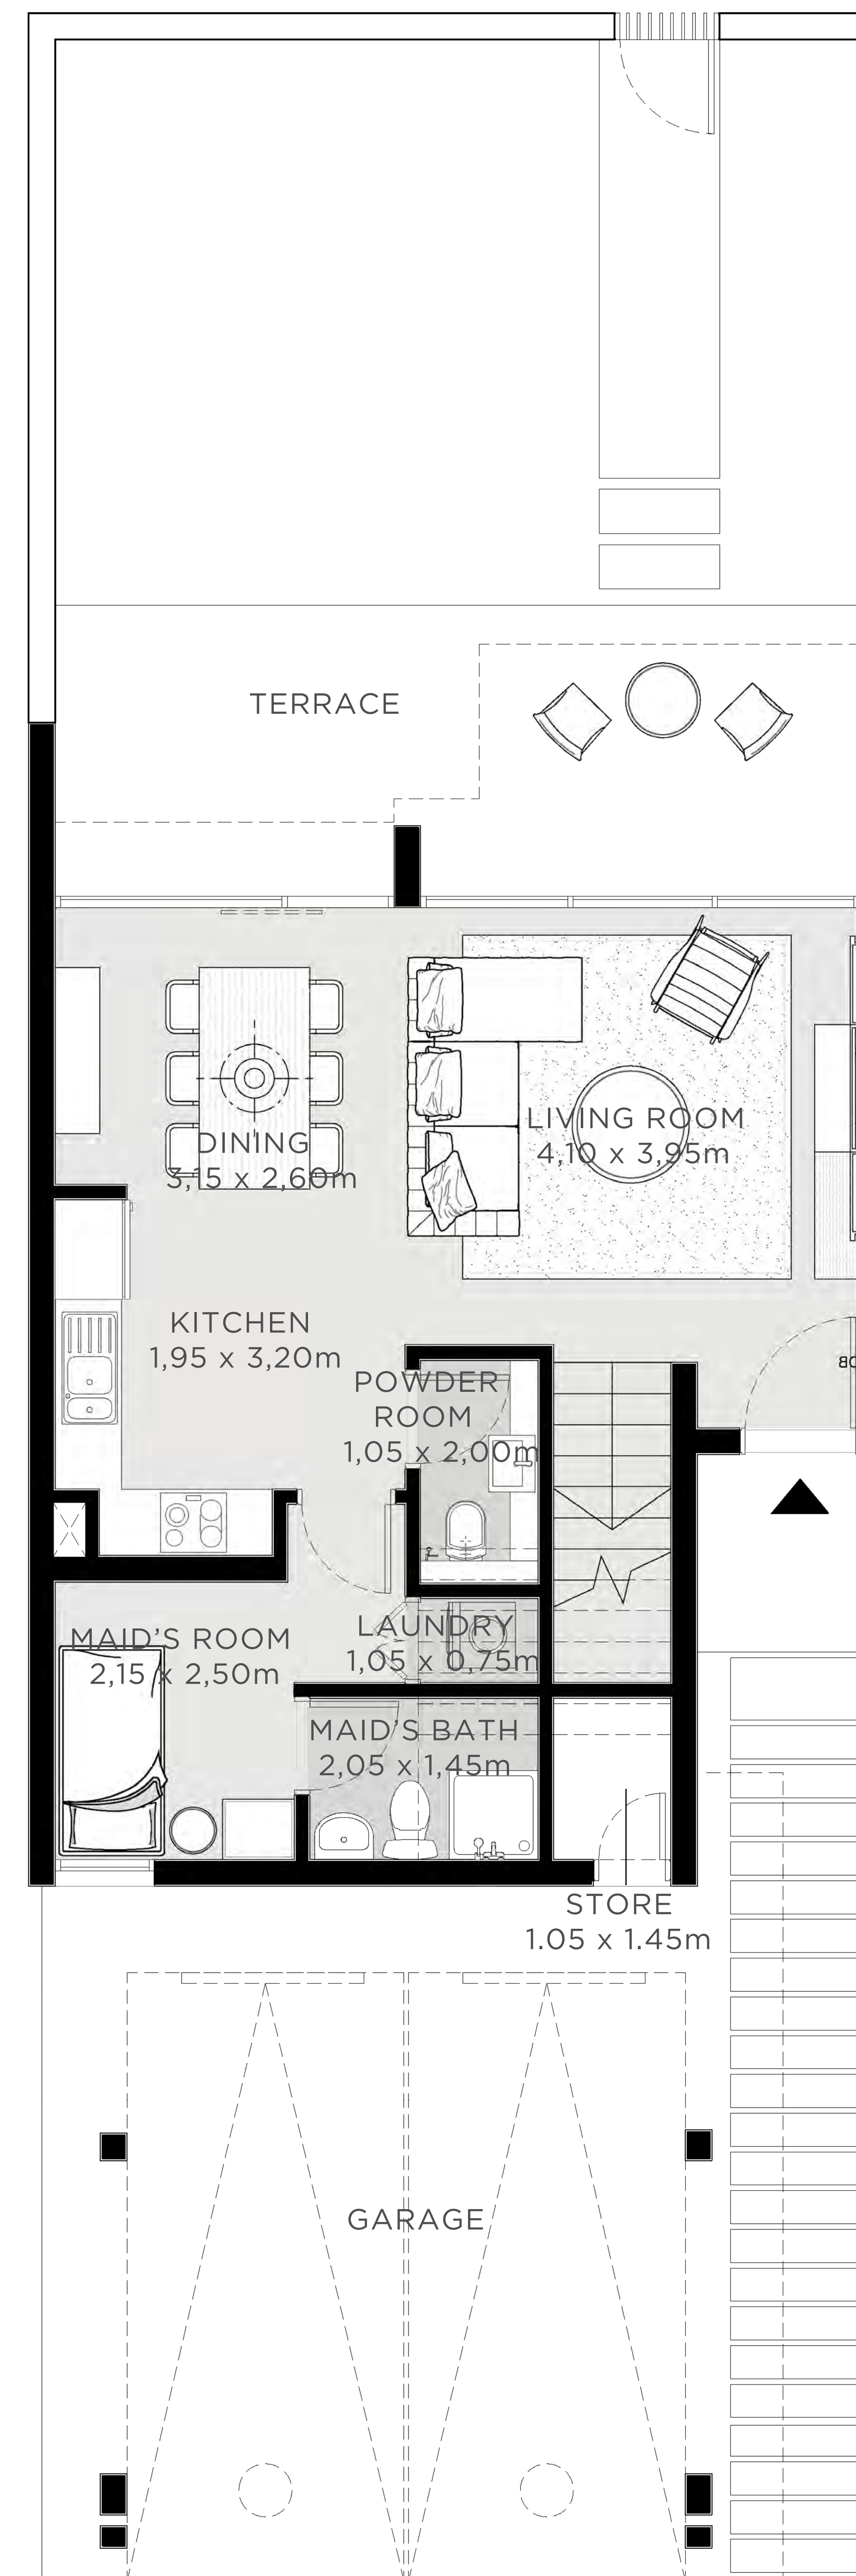 TERRACE
LIVING ROOM
4,10 x 3,95m
DINING
3,15 x 2,60m
KITCHEN
1,95 x 3,20m
POWDER
ROOM
1,05 x 2,00m
LAUNDRY
1,05 x 0,75m
MAID'S ROOM
2,15 x 2,50m
MAID'S BATH
2,05 x 1,45m
STORE
1.05 x 1.45m
GARAGE